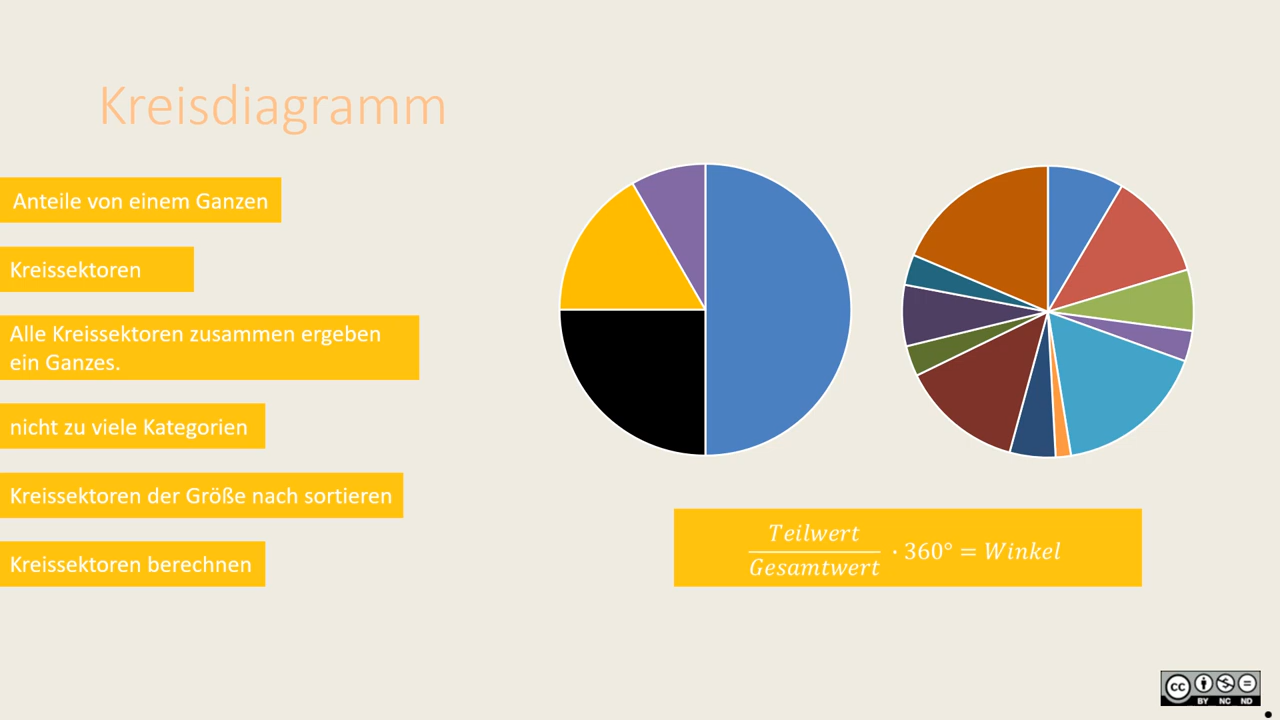 Kreisdiagramm
Anteile von einem Ganzen
Kreissektoren
Alle Kreissektoren zusammen ergeben
ein Ganzes.
nicht zu viele Kategorien
Kreissektoren der Größe nach sortieren
Kreissektoren berechnen
Teilwert
Gesamtwert
· 360° = Winkel
cc
BY NC ND